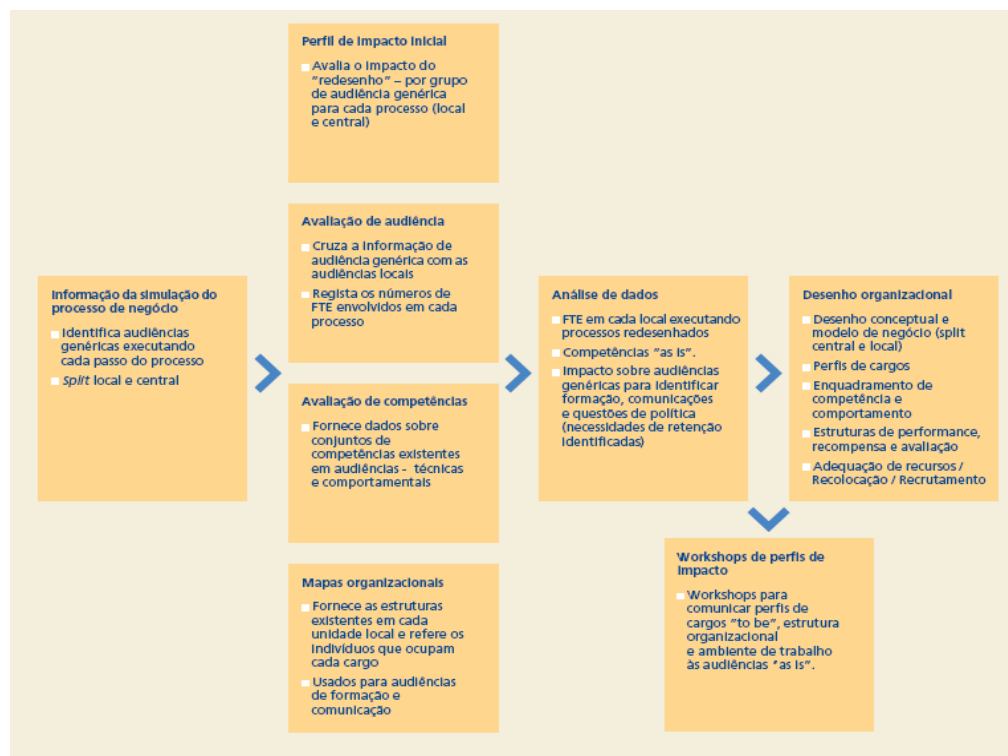 Informação da simulação do
processo de negócio
Identifica audiências
genéricas executando
cada passo do processo
Split local e central
Perfil de impacto inicial
Avalia o impacto do
"redesenho" – por grupo
de audiência genérica
para cada processo (local
e central)
Avaliação de audiência
Cruza a informação de
audiência genérica com as
audiências locais
Regista os números de
FTE envolvidos em cada
processo
Avaliação de competências
Fornece dados sobre
conjuntos de
competências existentes
em audiências - técnicas
e comportamentais
Mapas organizacionais
Fornece as estruturas
existentes em cada
unidade local e refere os
indivíduos que ocupam
cada cargo
Usados para audiências
de formação e
comunicação
Análise de dados
FTE em cada local executando
processos redesenhados
Competências "as is".
Impacto sobre audiências
genéricas para identificar
formação, comunicações
e questões de política
(necessidades de retenção
identificadas)
Desenho organizacional
Desenho conceptual e
modelo de negócio (split
central e local)
Perfis de cargos
Enquadramento de
competência e
comportamento
Estruturas de performance,
recompensa e avaliação
Adequação de recursos /
Recolocação / Recrutamento
Workshops de perfis de
impacto
Workshops para
comunicar perfis de
cargos "to be", estrutura
organizacional
e ambiente de trabalho
às audiências "as is".